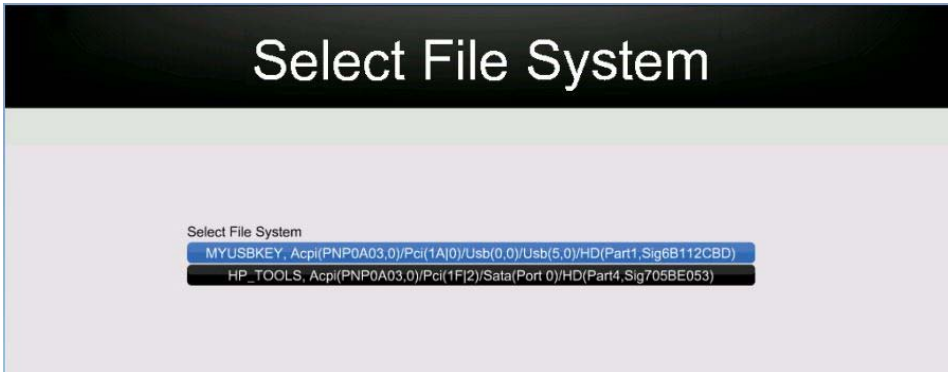 Select File System
Select File System
MYUSBKEY, Acpi(PNP0A03,0)/Pci(1A|0)/Usb(0,0)/Usb(5,0)/HD(Part1,Sig6B112CBD)
HP_TOOLS, Acpi(PNP0A03,0)/Pci(1F|2)/Sata(Port 0)/HD(Part4,Sig705BE053)